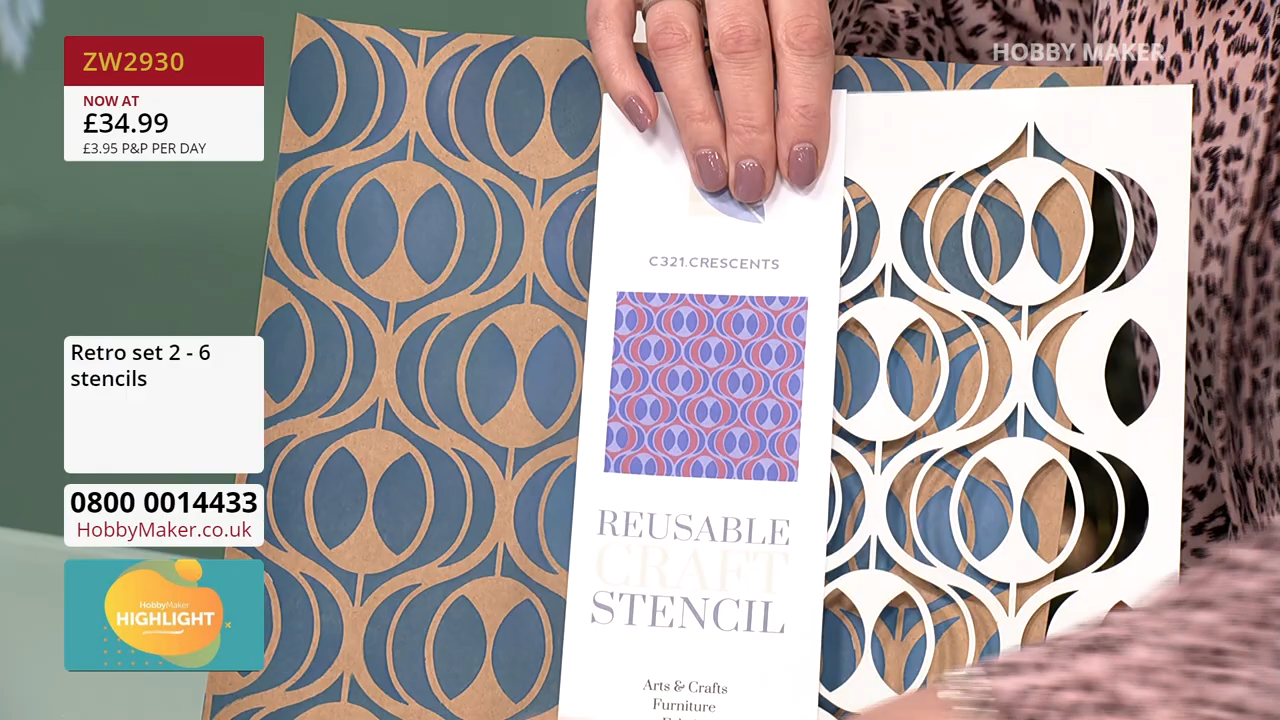 HOBBY MAKER
ZW2930
NOW AT
£34.99
£3.95 P&P PER DAY
Retro set 2 - 6
stencils
0800 0014433
HobbyMaker.co.uk
HobbyMaker
HIGHLIGHT
C321.CRESCENTS
REUSABLE
CRAFT
STENCIL
Arts & Crafts
Furniture